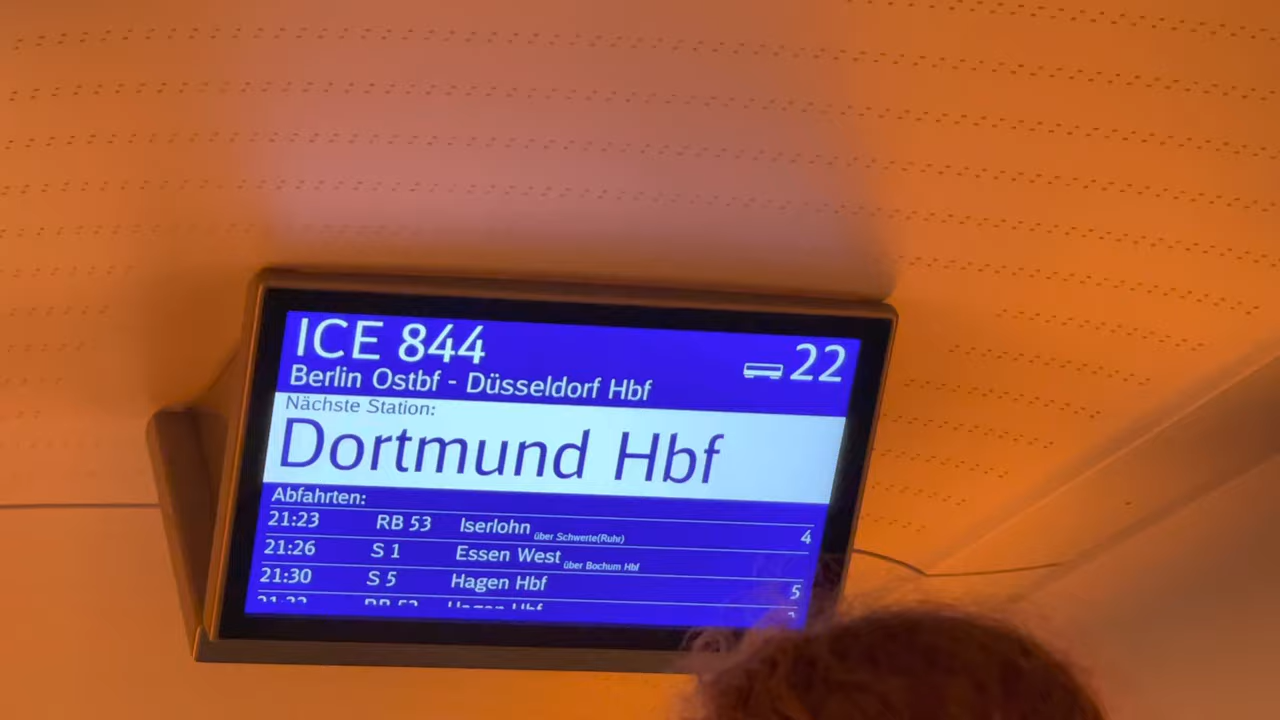 ICE 844
22
Berlin Ostbf - Düsseldorf Hbf
Nächste Station:
Dortmund Hbf
Abfahrten:
21:23 RB 53 Iserlohn über Schwerte(Ruhr) 4
21:26 S 1 Essen West über Bochum Hbf
21:30 S 5 Hagen Hbf 5